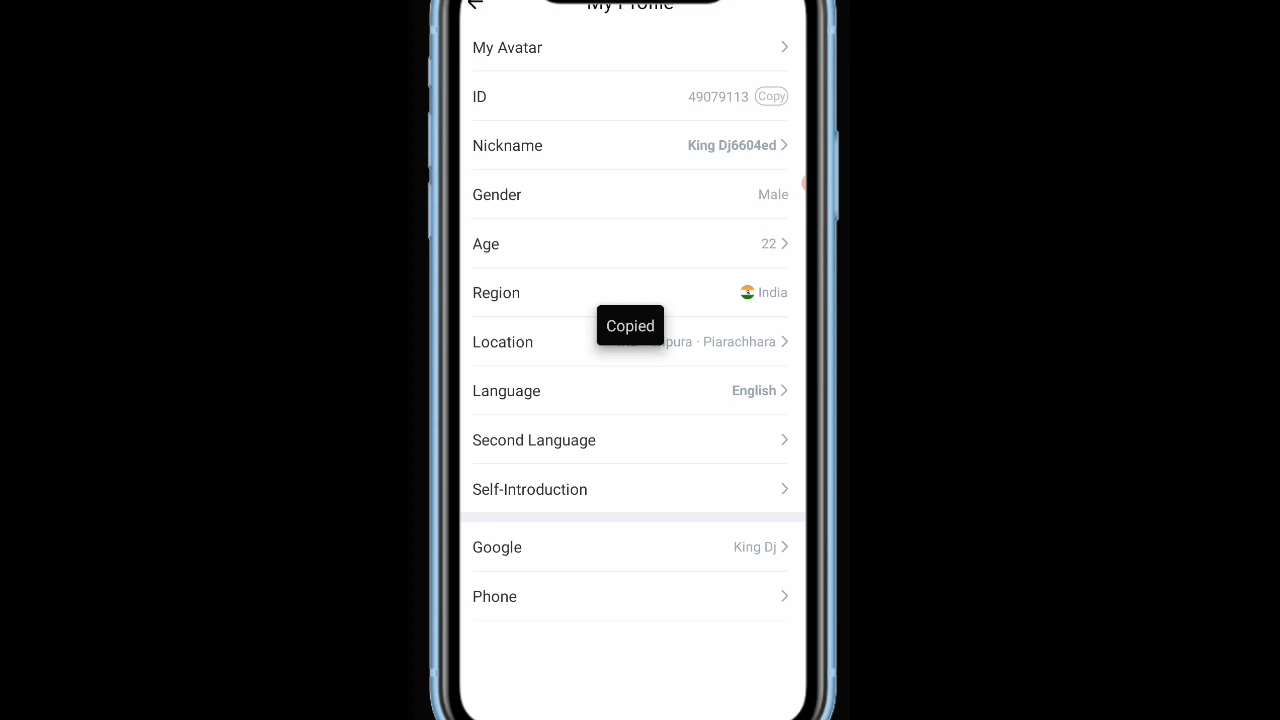 My Profile
My Avatar
ID 49079113 Copy
Nickname King Dj6604ed
Gender Male
Age 22
Region India
Copied
Location Piarachhara
Language English
Second Language
Self-Introduction
Google King Dj
Phone